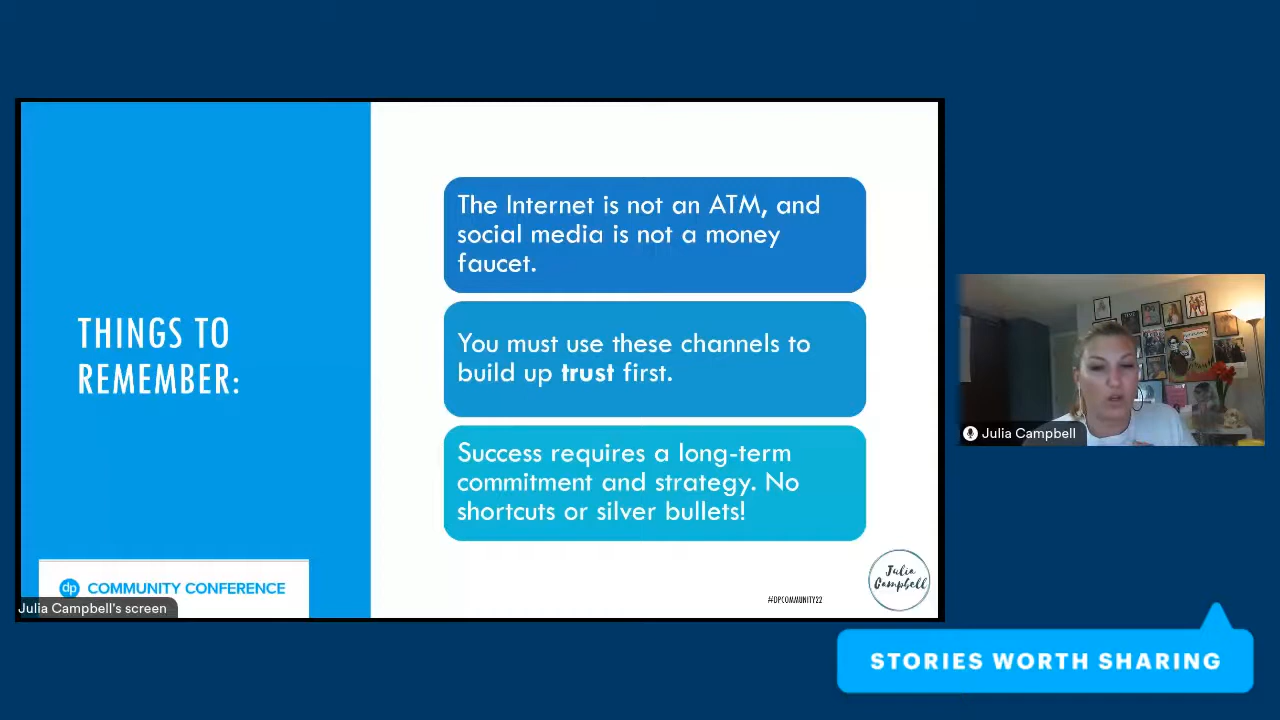 THINGS TO
REMEMBER:
The Internet is not an ATM, and
social media is not a money
faucet.
You must use these channels to
build up trust first.
Success requires a long-term
commitment and strategy. No
shortcuts or silver bullets!
dp COMMUNITY CONFERENCE
Julia Campbell's screen
#DPCOMMUNITY22
Julia
Campbell
Julia Campbell
STORIES WORTH SHARING